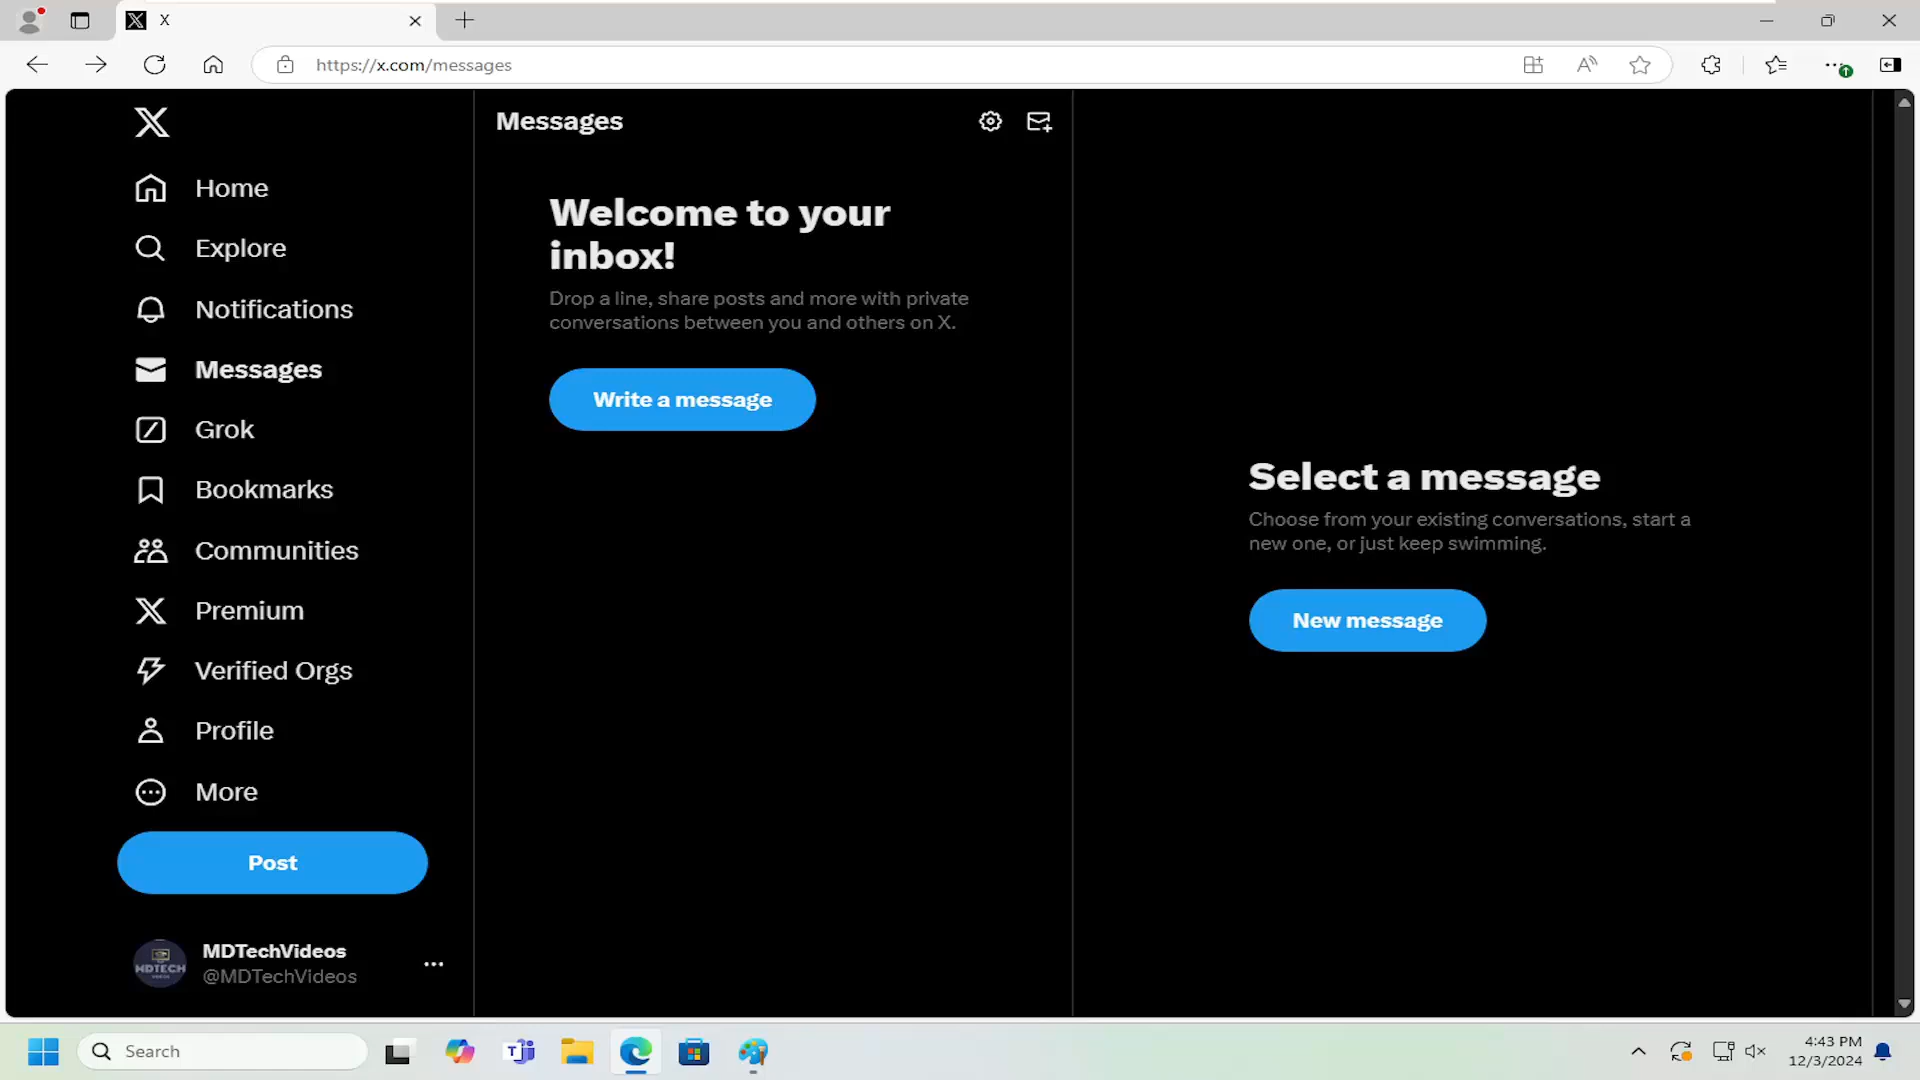 X
https://x.com/messages
Home
Explore
Notifications
Messages
Grok
Bookmarks
Communities
Premium
Verified Orgs
Profile
More
Post
MDTechVideos
@MDTechVideos
MDTECH
VIDEOS
Messages
Welcome to your
inbox!
Drop a line, share posts and more with private
conversations between you and others on X.
Write a message
Select a message
Choose from your existing conversations, start a
new one, or just keep swimming.
New message
Search
4:43 PM
12/3/2024